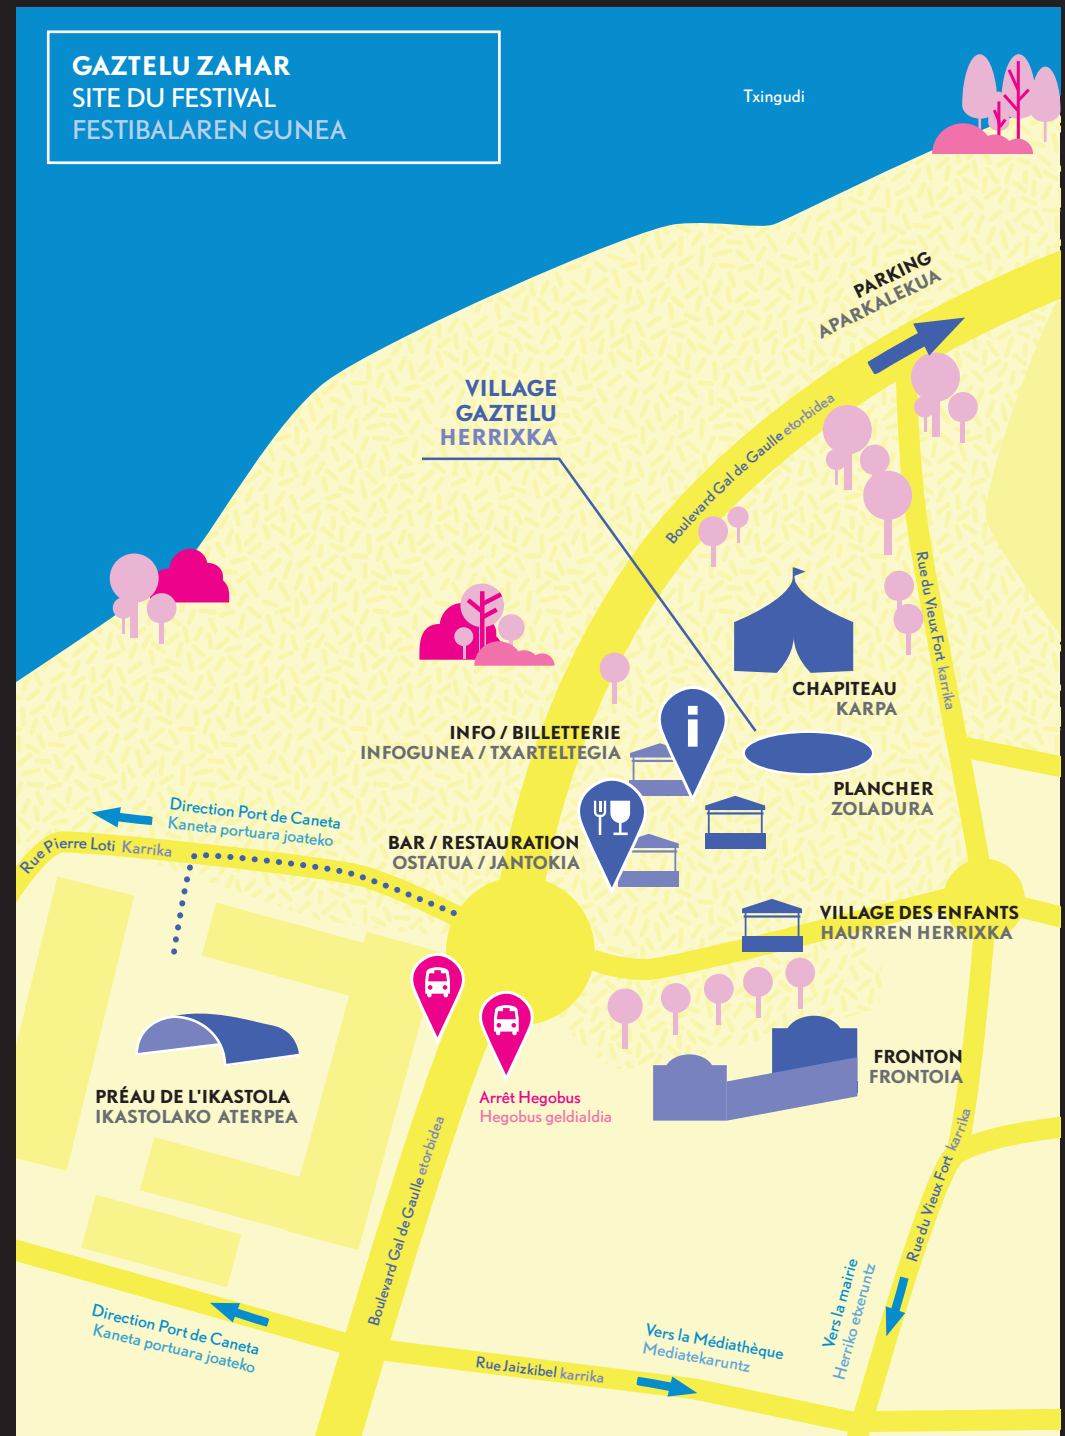 GAZTELU ZAHAR
SITE DU FESTIVAL
FESTIBALAREN GUNEA
Txingudi
PARKING
APARKALEKUA
VILLAGE
GAZTELU
HERRIXKA
Boulevard Gal de Gaulle etorbidea
Rue du Vieux Fort karrika
CHAPITEAU
KARPA
INFO / BILLETTERIE
INFOGUNEA / TXARTELTEGIA
i
PLANCHER
ZOLADURA
Direction Port de Caneta
Kaneta portuara joateko
Rue Pierre Loti Karrika
BAR / RESTAURATION
OSTATUA / JANTOKIA
VILLAGE DES ENFANTS
HAURREN HERRIXKA
FRONTON
FRONTOIA
PRÉAU DE L'IKASTOLA
IKASTOLAKO ATERPEA
Arrêt Hegobus
Hegobus geldialdia
Boulevard Gal de Gaulle etorbidea
Rue du Vieux Fort karrika
Vers la mairie
Herriko etxeruntz
Direction Port de Caneta
Kaneta portuara joateko
Vers la Médiathèque
Mediatekaruntz
Rue Jaizkibel karrika